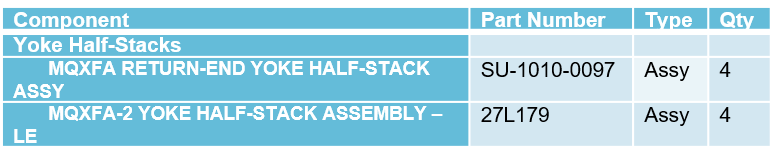 Component Part Number Type Qty
Yoke Half-Stacks
MQXFA RETURN-END YOKE HALF-STACK SU-1010-0097 Assy 4
ASSY
MQXFA-2 YOKE HALF-STACK ASSEMBLY – 27L179 Assy 4
LE